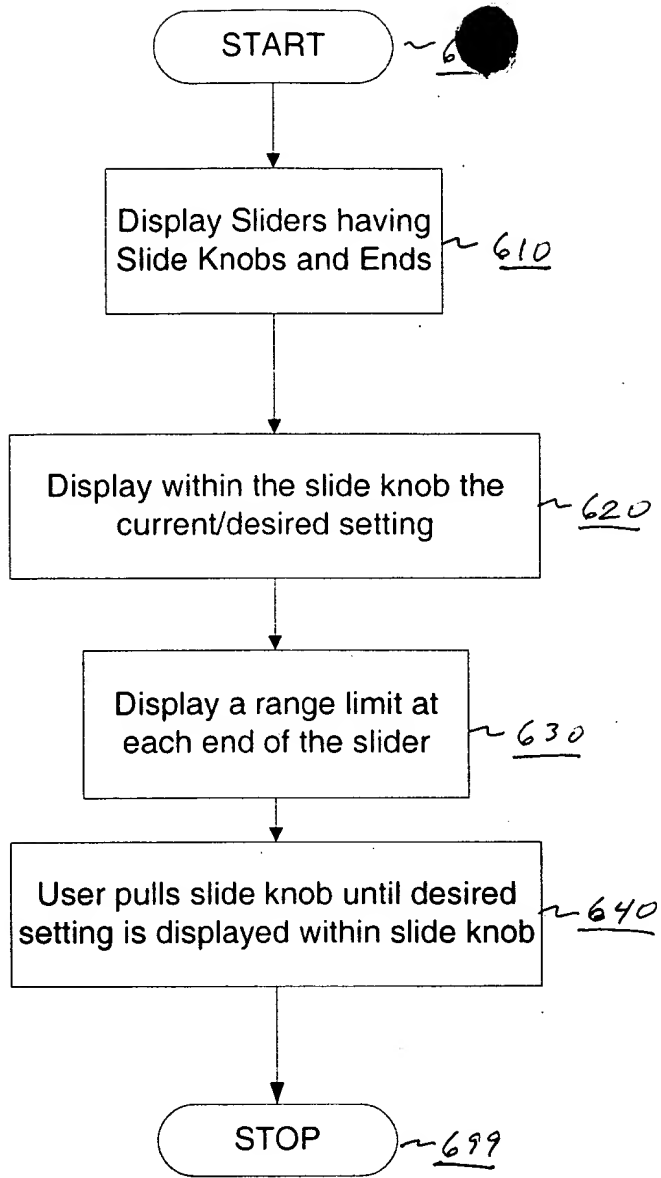 START
Display Sliders having
Slide Knobs and Ends
610
Display within the slide knob the
current/desired setting
620
Display a range limit at
each end of the slider
630
User pulls slide knob until desired
setting is displayed within slide knob
640
STOP
699